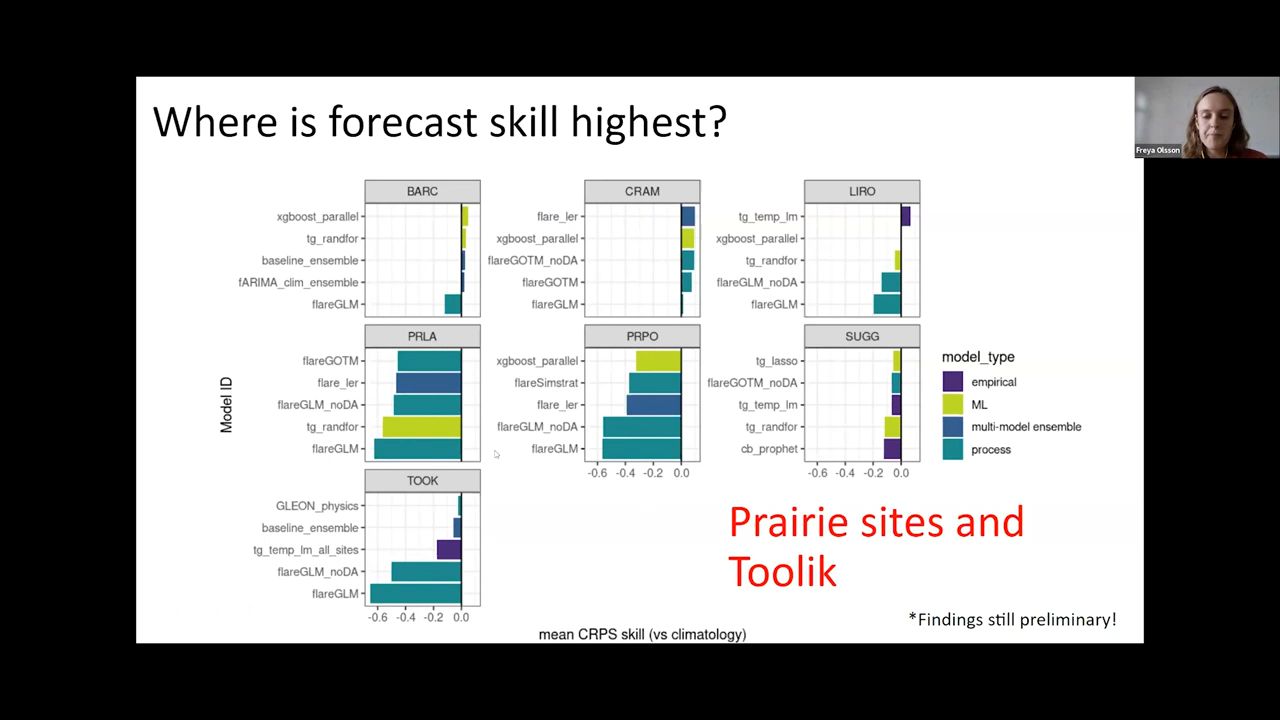 Where is forecast skill highest?
Freya Olsson
BARC
xgboost_parallel
tg_randfor
baseline_ensemble
fARIMA_clim_ensemble
flareGLM
CRAM
flare_ler
xgboost_parallel
flareGOTM_noDA
flareGOTM
flareGLM
LIRO
tg_temp_lm
xgboost_parallel
tg_randfor
flareGLM_noDA
flareGLM
Model ID
PRLA
flareGOTM
flare_ler
flareGLM_noDA
tg_randfor
flareGLM
PRPO
xgboost_parallel
flareSimstrat
flare_ler
flareGLM_noDA
flareGLM
-0.6 -0.4 -0.2 0.0
SUGG
tg_lasso
flareGOTM_noDA
tg_temp_lm
tg_randfor
cb_prophet
-0.6 -0.4 -0.2 0.0
model_type
empirical
ML
multi-model ensemble
process
TOOK
GLEON_physics
baseline_ensemble
tg_temp_lm_all_sites
flareGLM_noDA
flareGLM
-0.6 -0.4 -0.2 0.0
Prairie sites and
Toolik
*Findings still preliminary!
mean CRPS skill (vs climatology)